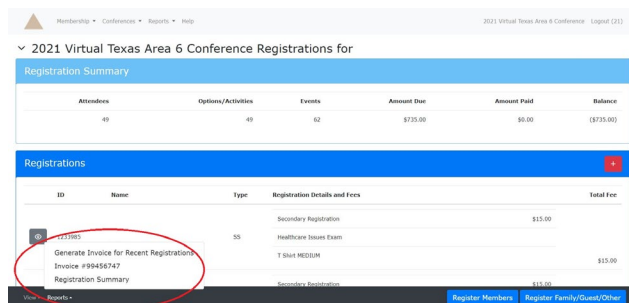 Membership Conferences Reports Help 2021 Virtual Texas Area 6 Conference Logout (21)
2021 Virtual Texas Area 6 Conference Registrations for
Registration Summary
Attendees Options/Activities Events Amount Due Amount Paid Balance
49 49 62 $735.00 $0.00 ($735.00)
Registrations +
ID Name Type Registration Details and Fees Total Fee
Secondary Registration $15.00
1233985 SS Healthcare Issues Exam
T Shirt MEDIUM
$15.00
Generate Invoice for Recent Registrations
Invoice #99456747
Registration Summary
Secondary Registration $15.00
View Reports Register Members Register Family/Guest/Other